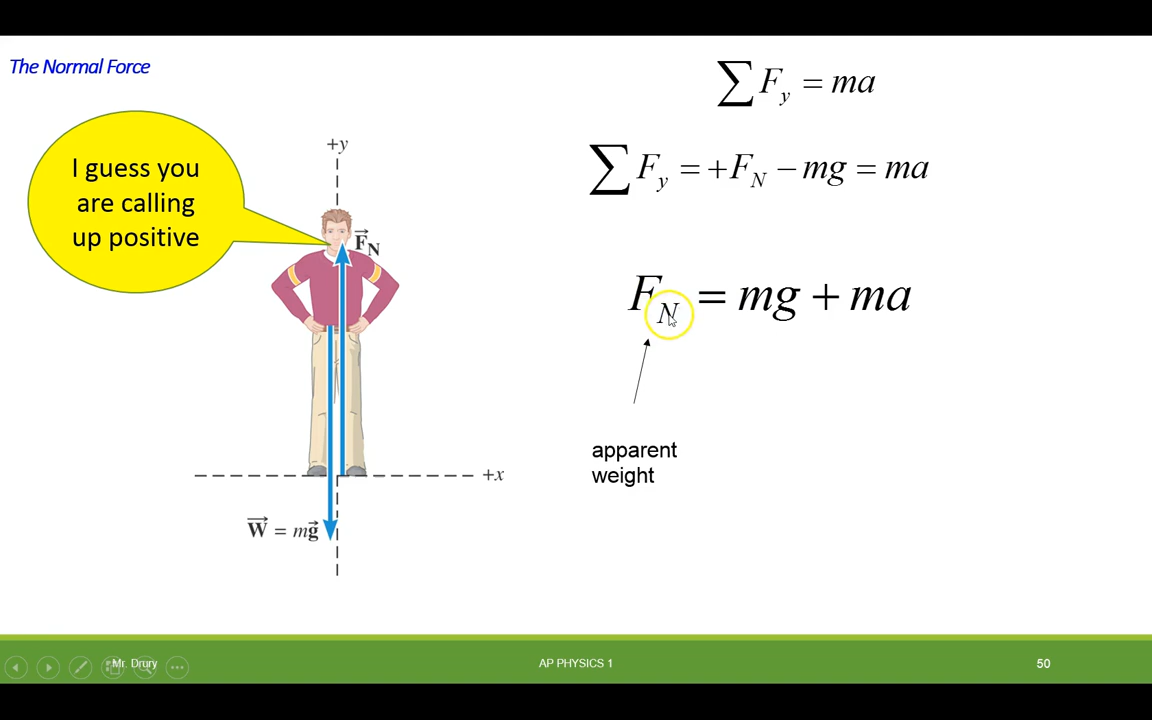 The Normal Force
I guess you
are calling
up positive
+y
F⃗N
+x
W⃗ = mg⃗
∑ Fy = ma
∑ Fy = +FN − mg = ma
FN = mg + ma
apparent
weight
Mr. Drury
AP PHYSICS 1
50